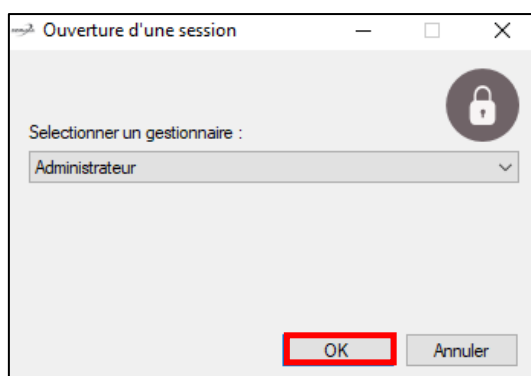 Ouverture d'une session
Selectionner un gestionnaire :
Administrateur
OK
Annuler